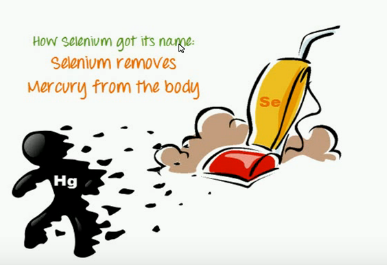 How Selenium got its name:
Selenium removes
Mercury from the body
Se
Hg